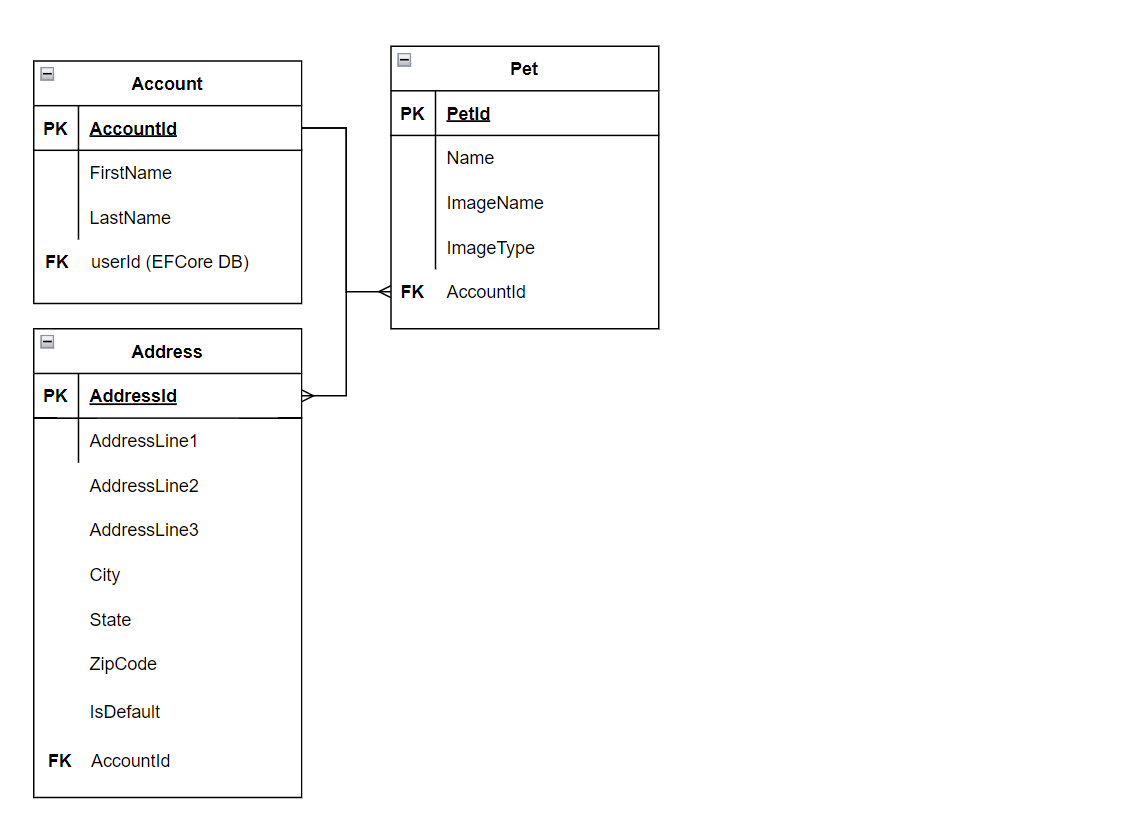 Account
PK AccountId
FirstName
LastName
FK userId (EFCore DB)
Pet
PK PetId
Name
ImageName
ImageType
FK AccountId
Address
PK AddressId
AddressLine1
AddressLine2
AddressLine3
City
State
ZipCode
IsDefault
FK AccountId